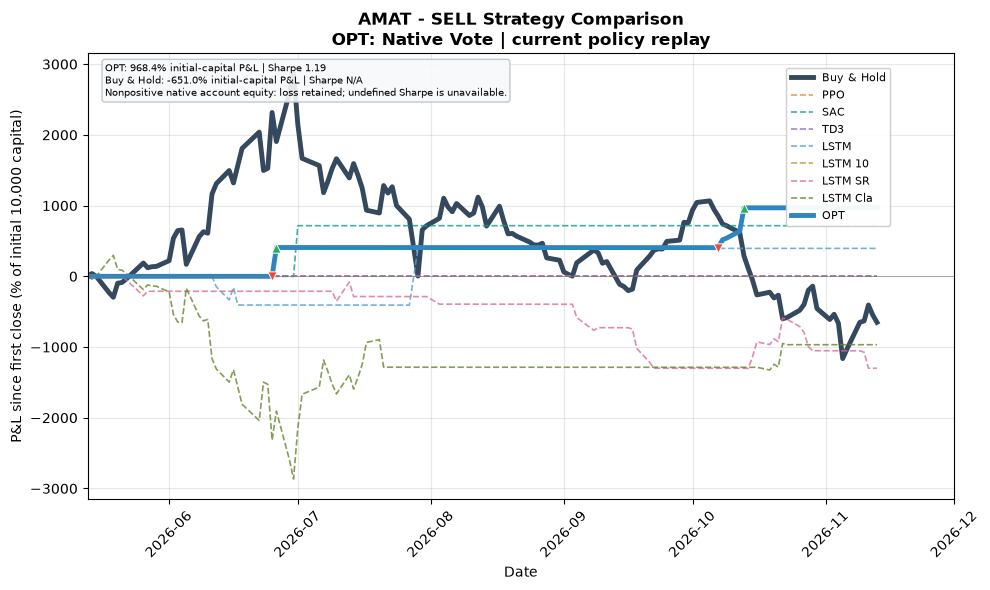 AMAT - SELL Strategy Comparison
OPT: Native Vote | current policy replay
OPT: 968.4% initial-capital P&L | Sharpe 1.19
Buy & Hold: -651.0% initial-capital P&L | Sharpe N/A
Nonpositive native account equity: loss retained; undefined Sharpe is unavailable.
Buy & Hold
PPO
SAC
TD3
LSTM
LSTM 10
LSTM SR
LSTM Cla
OPT
P&L since first close (% of initial 10,000 capital)
3000
2000
1000
0
−1000
−2000
−3000
2026-06
2026-07
2026-08
2026-09
2026-10
2026-11
2026-12
Date